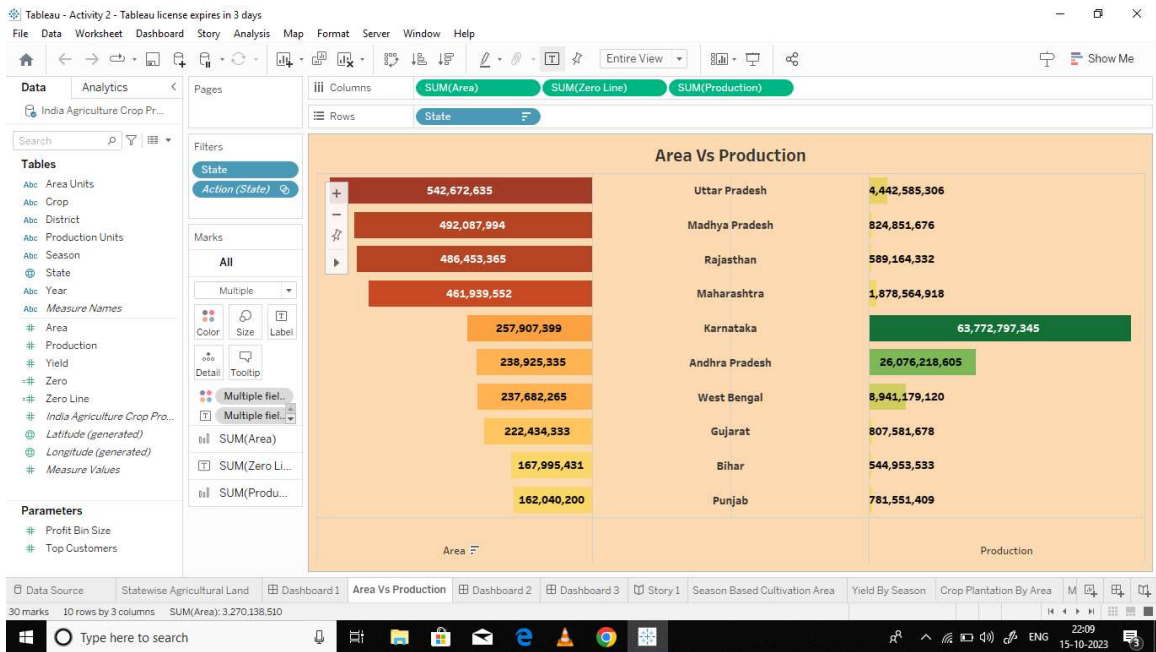 Tableau - Activity 2 - Tableau license expires in 3 days
File Data Worksheet Dashboard Story Analysis Map Format Server Window Help
Entire View
Show Me
Data Analytics
India Agriculture Crop Pr...
Search
Tables
Abc Area Units
Abc Crop
Abc District
Abc Production Units
Abc Season
State
Abc Year
Abc Measure Names
# Area
# Production
# Yield
=# Zero
=# Zero Line
# India Agriculture Crop Pro...
Latitude (generated)
Longitude (generated)
# Measure Values
Parameters
# Profit Bin Size
# Top Customers
Pages
Filters
State
Action (State)
Marks
All
Multiple
Color Size Label
Detail Tooltip
Multiple fiel..
Multiple fiel..
SUM(Area)
SUM(Zero Li...
SUM(Produ...
Columns SUM(Area) SUM(Zero Line) SUM(Production)
Rows State
Area Vs Production
542,672,635 Uttar Pradesh 4,442,585,306
492,087,994 Madhya Pradesh 824,851,676
486,453,365 Rajasthan 589,164,332
461,939,552 Maharashtra 1,878,564,918
257,907,399 Karnataka 63,772,797,345
238,925,335 Andhra Pradesh 26,076,218,605
237,682,265 West Bengal 8,941,179,120
222,434,333 Gujarat 807,581,678
167,995,431 Bihar 544,953,533
162,040,200 Punjab 781,551,409
Area Production
Data Source Statewise Agricultural Land Dashboard 1 Area Vs Production Dashboard 2 Dashboard 3 Story 1 Season Based Cultivation Area Yield By Season Crop Plantation By Area M
30 marks 10 rows by 3 columns SUM(Area): 3,270,138,510
Type here to search
ENG
22:09
15-10-2023
3